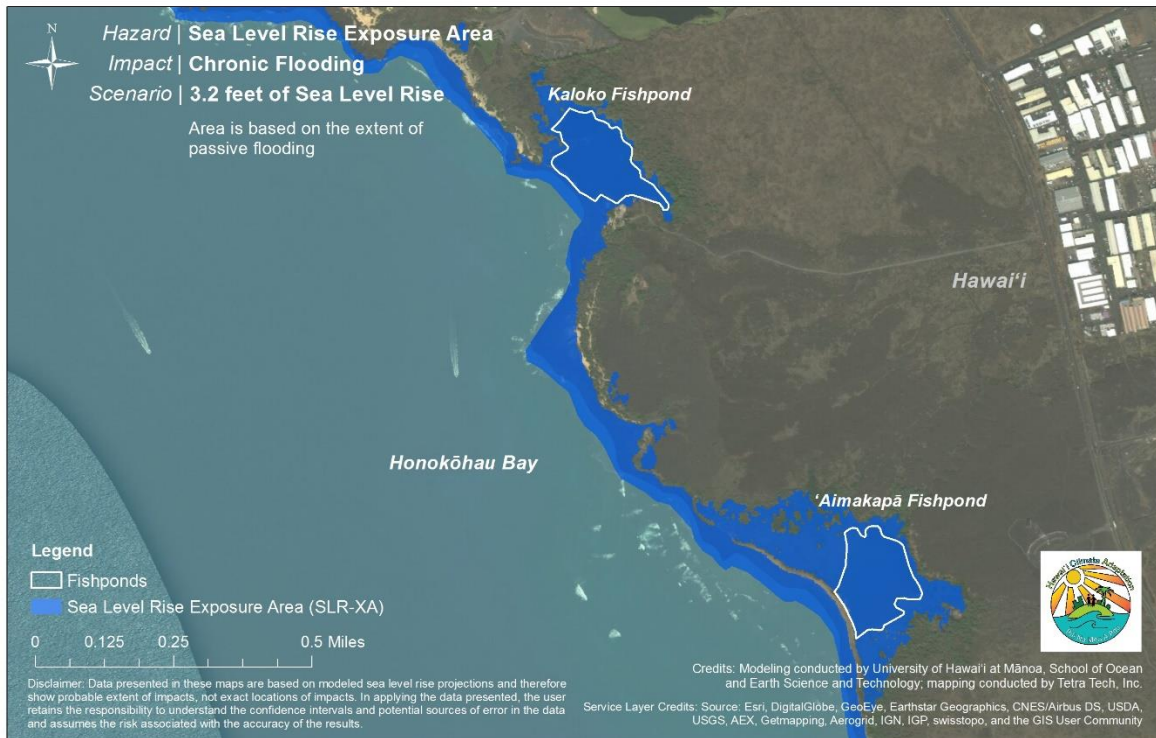 N
Hazard | Sea Level Rise Exposure Area
Impact | Chronic Flooding
Scenario | 3.2 feet of Sea Level Rise
Area is based on the extent of
passive flooding
Kaloko Fishpond
Hawai‘i
Honokōhau Bay
‘Aimakapā Fishpond
Legend
Fishponds
Sea Level Rise Exposure Area (SLR-XA)
0 0.125 0.25 0.5 Miles
Disclaimer: Data presented in these maps are based on modeled sea level rise projections and therefore
show probable extent of impacts, not exact locations of impacts. In applying the data presented, the user
retains the responsibility to understand the confidence intervals and potential sources of error in the data
and assumes the risk associated with the accuracy of the results.
Hawai‘i Climate Adaptation
Credits: Modeling conducted by University of Hawai‘i at Mānoa, School of Ocean
and Earth Science and Technology; mapping conducted by Tetra Tech, Inc.
Service Layer Credits: Source: Esri, DigitalGlobe, GeoEye, Earthstar Geographics, CNES/Airbus DS, USDA,
USGS, AEX, Getmapping, Aerogrid, IGN, IGP, swisstopo, and the GIS User Community